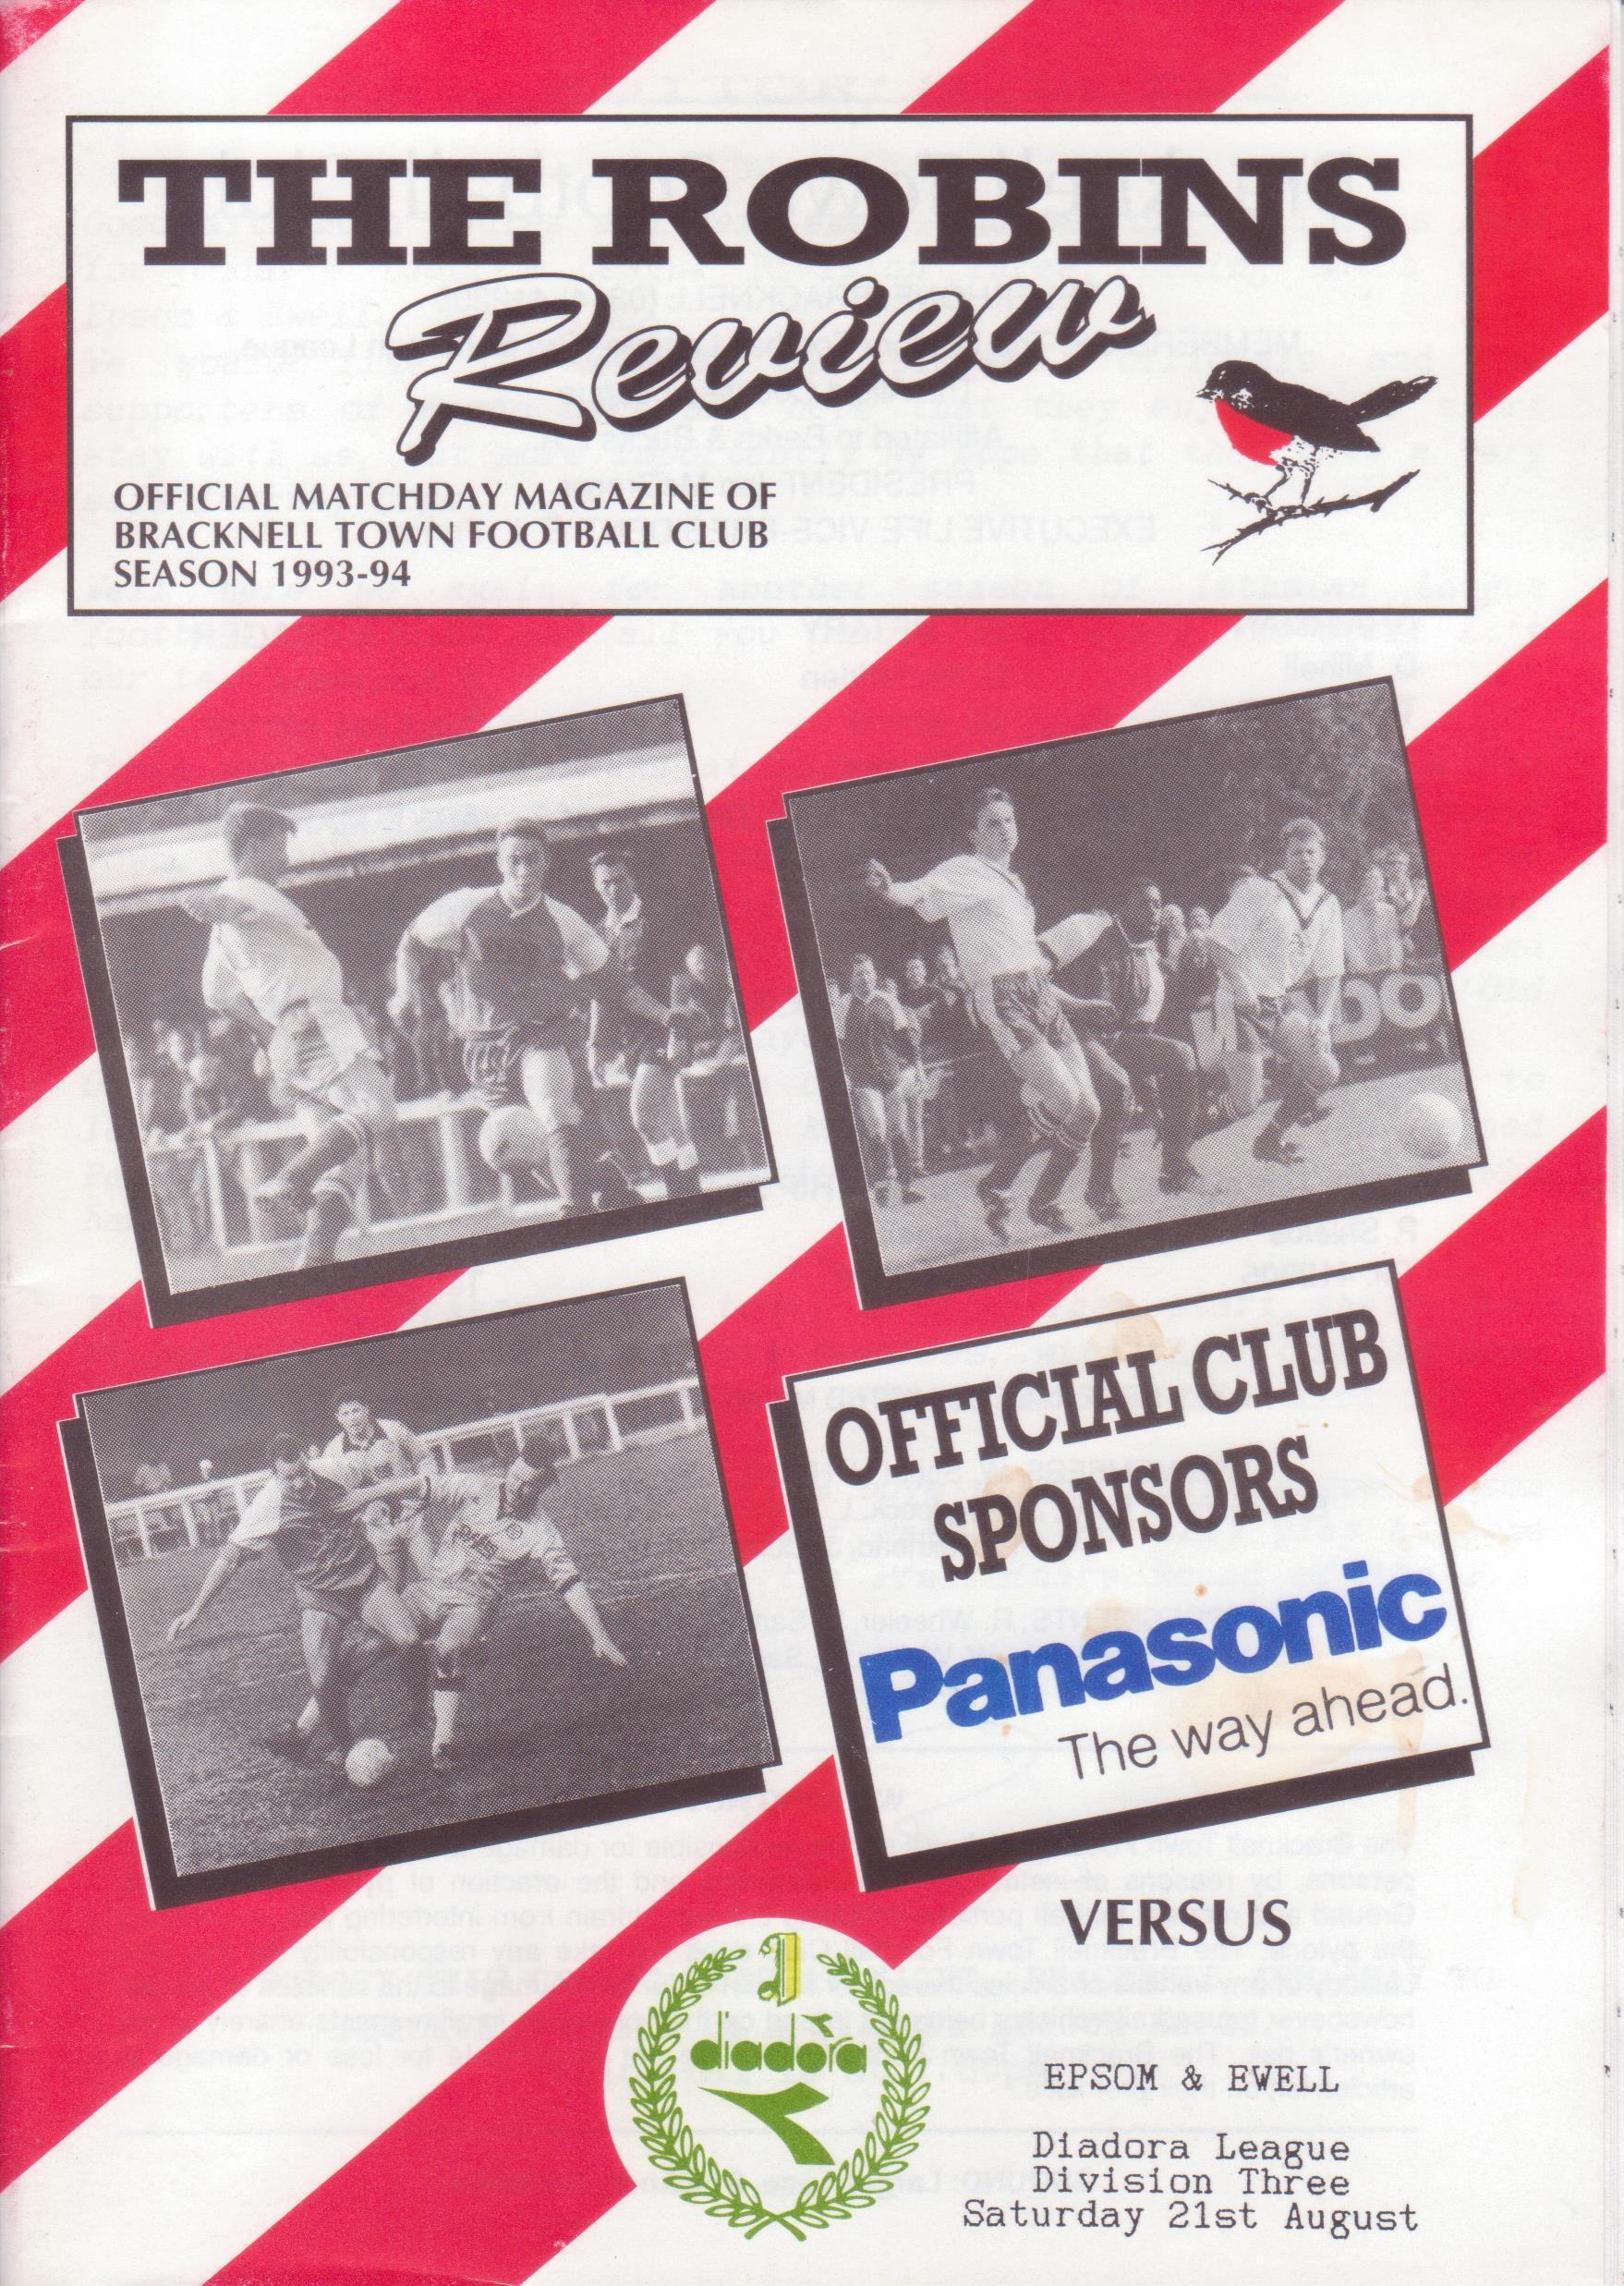 THE ROBINS
Review
OFFICIAL MATCHDAY MAGAZINE OF
BRACKNELL TOWN FOOTBALL CLUB
SEASON 1993-94
OFFICIAL CLUB
SPONSORS
Panasonic
The way ahead.
VERSUS
diadora
EPSOM & EWELL
Diadora League
Division Three
Saturday 21st August